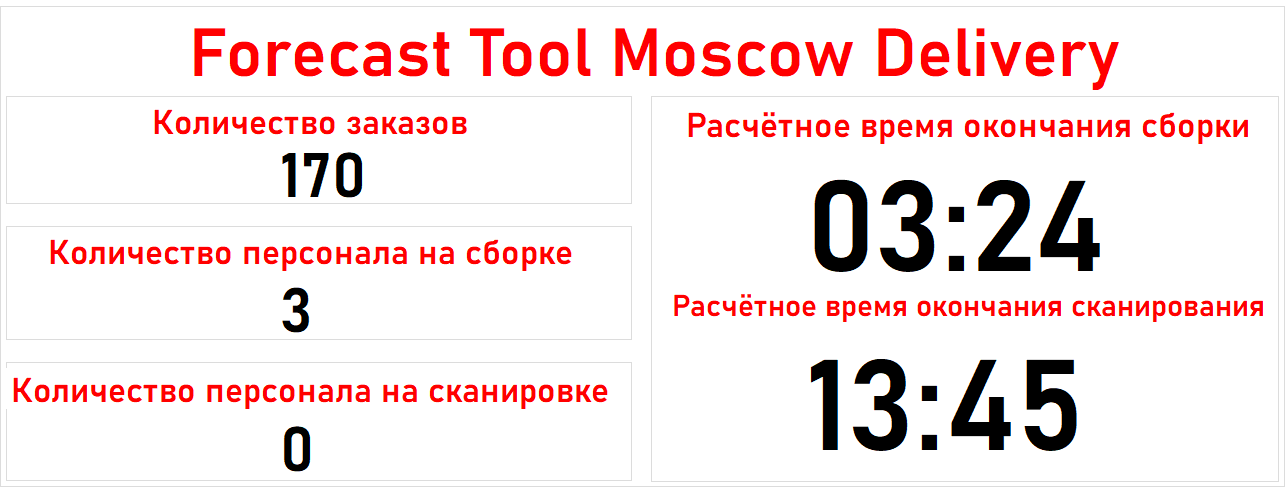 Forecast Tool Moscow Delivery
Количество заказов
170
Количество персонала на сборке
3
Количество персонала на сканировке
0
Расчётное время окончания сборки
03:24
Расчётное время окончания сканирования
13:45